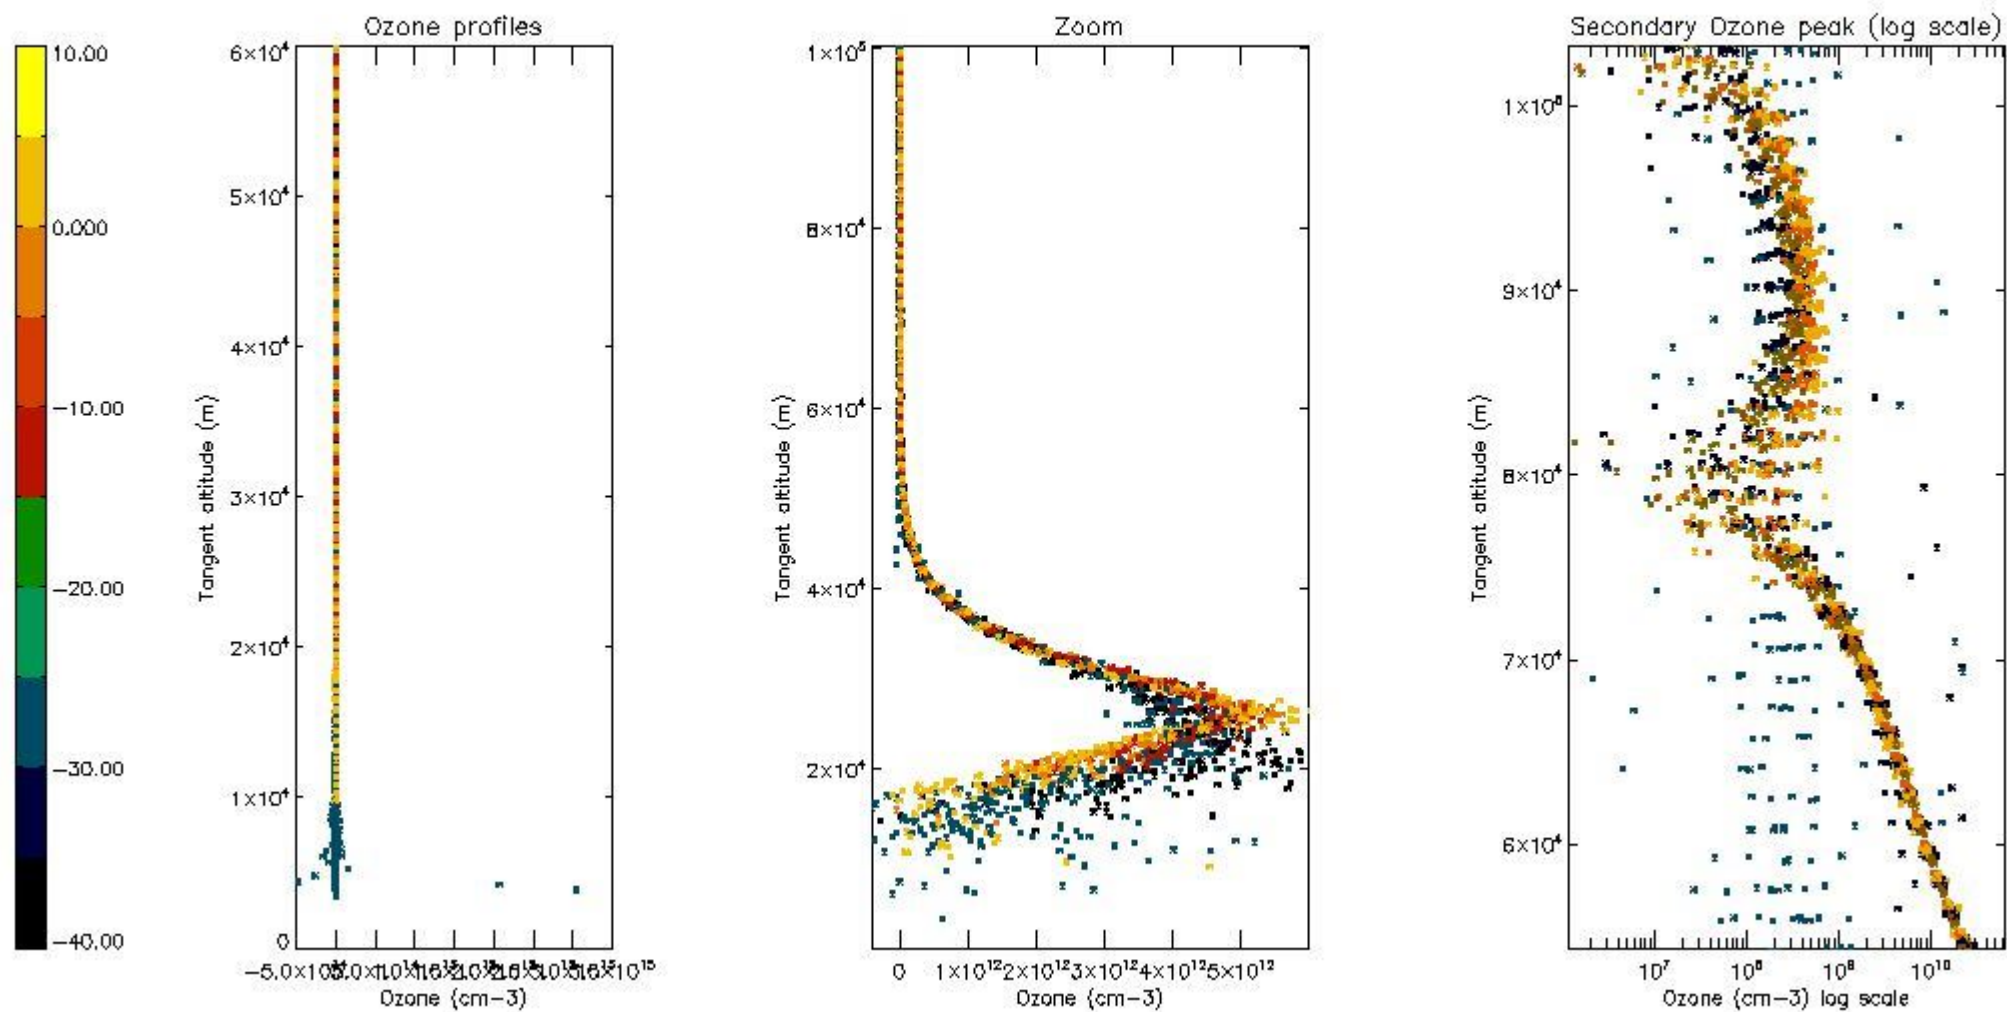 Ozone profiles
Zoom
Secondary Ozone peak (log scale)
10.00
0.000
−10.00
−20.00
−30.00
−40.00
6×10⁴
5×10⁴
4×10⁴
3×10⁴
2×10⁴
1×10⁴
0
Tangent altitude (m)
Ozone (cm−3)
1×10⁵
8×10⁴
6×10⁴
4×10⁴
2×10⁴
Tangent altitude (m)
0 1×10¹² 2×10¹² 3×10¹² 4×10¹² 5×10¹²
Ozone (cm−3)
9×10⁴
8×10⁴
7×10⁴
6×10⁴
Tangent altitude (m)
10⁷ 10⁸ 10⁹ 10¹⁰
Ozone (cm−3) log scale